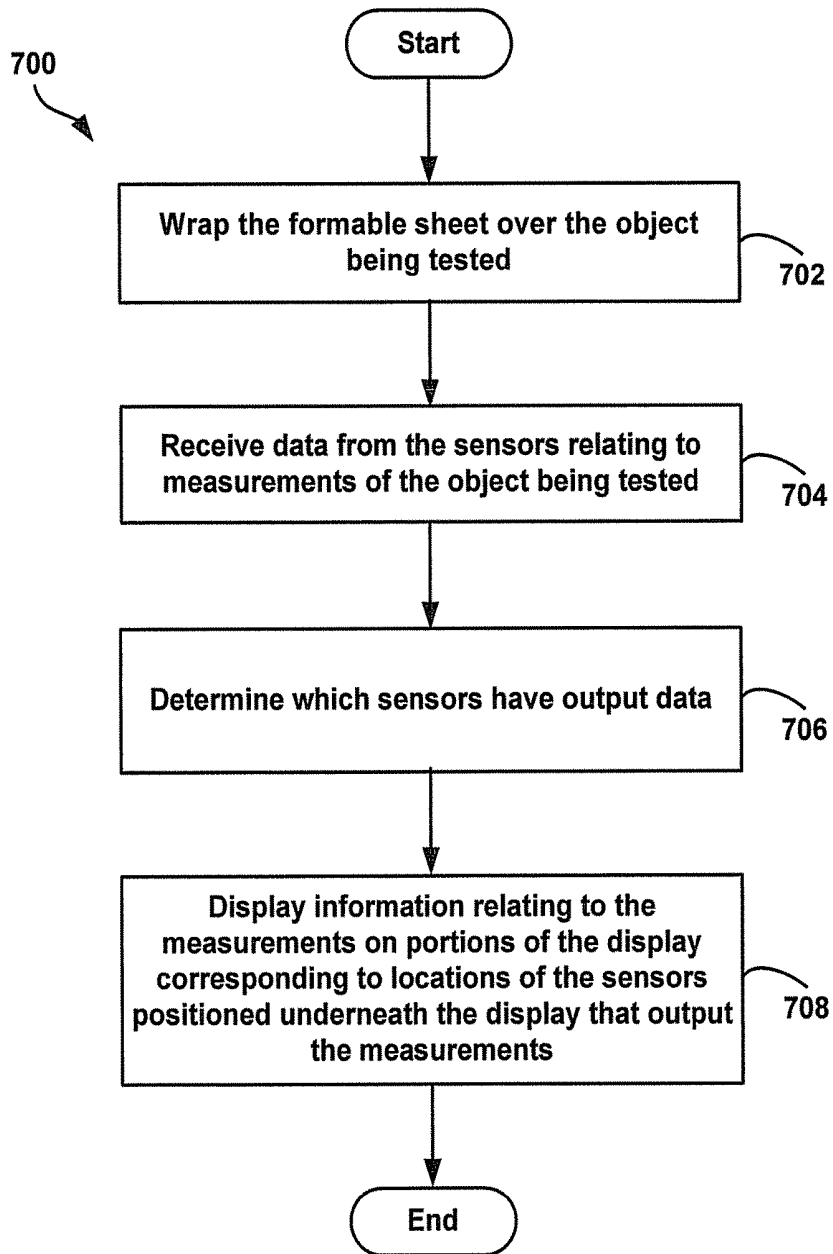 Start
700
Wrap the formable sheet over the object
being tested
702
Receive data from the sensors relating to
measurements of the object being tested
704
Determine which sensors have output data
706
Display information relating to the
measurements on portions of the display
corresponding to locations of the sensors
positioned underneath the display that output
the measurements
708
End